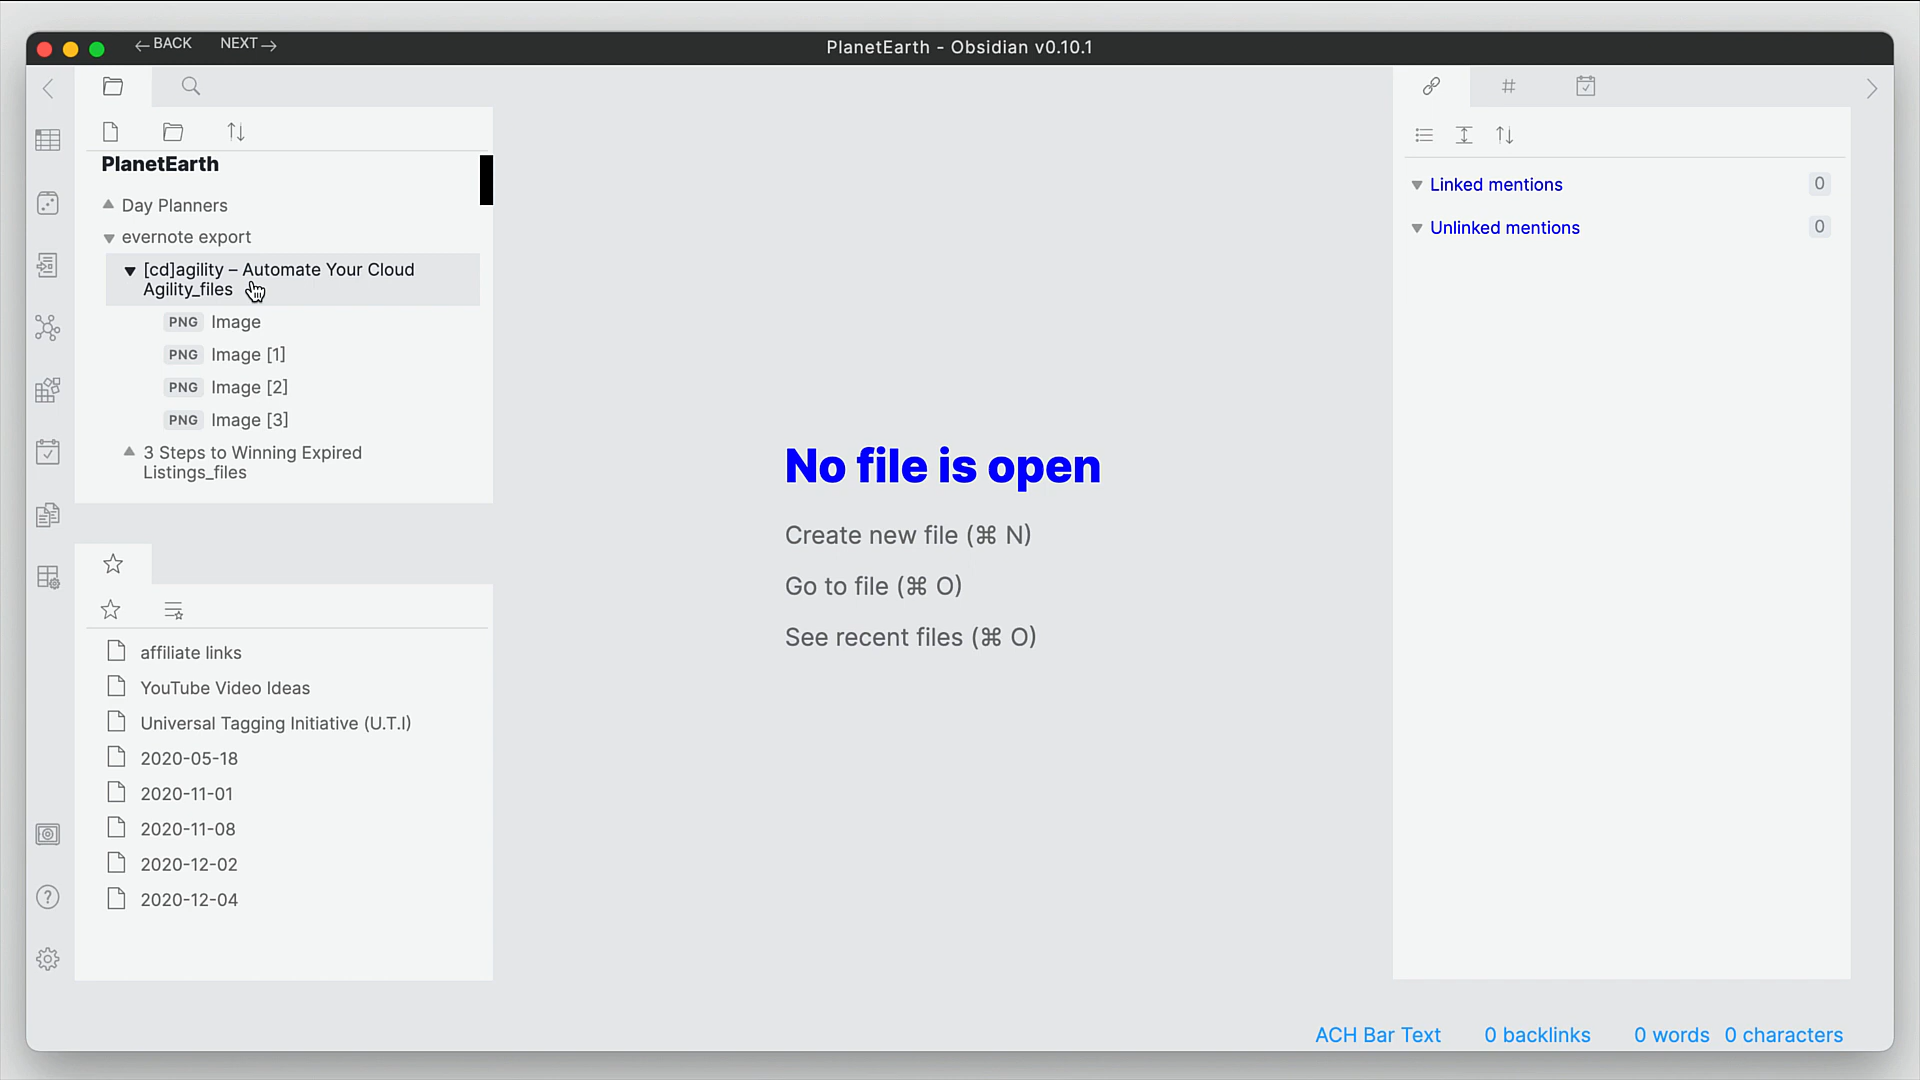 BACK
NEXT
PlanetEarth - Obsidian v0.10.1
PlanetEarth
Day Planners
evernote export
[cd]agility – Automate Your Cloud
Agility_files
PNG Image
PNG Image [1]
PNG Image [2]
PNG Image [3]
3 Steps to Winning Expired
Listings_files
affiliate links
YouTube Video Ideas
Universal Tagging Initiative (U.T.I)
2020-05-18
2020-11-01
2020-11-08
2020-12-02
2020-12-04
No file is open
Create new file (⌘ N)
Go to file (⌘ O)
See recent files (⌘ O)
Linked mentions 0
Unlinked mentions 0
ACH Bar Text 0 backlinks 0 words 0 characters